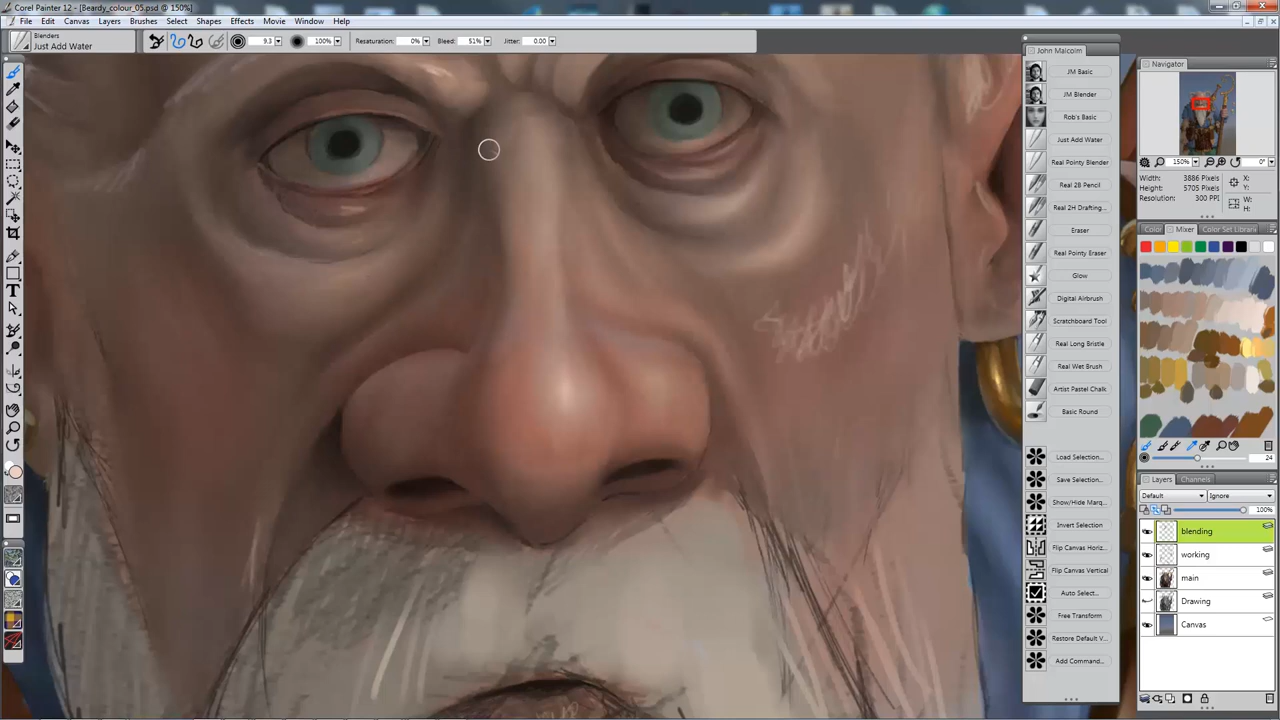 Corel Painter 12 - [Beardy_colour_05.psd @ 150%]
File Edit Canvas Layers Brushes Select Shapes Effects Movie Window Help
Blenders
Just Add Water
9.3 100% Resaturation: 0% Bleed: 51% Jitter: 0.00
John Malcolm
JM Basic
JM Blender
Rob's Basic
Just Add Water
Real Pointy Blender
Real 2B Pencil
Real 2H Drafting...
Eraser
Real Pointy Eraser
Glow
Digital Airbrush
Scratchboard Tool
Real Long Bristle
Real Wet Brush
Artist Pastel Chalk
Basic Round
Load Selection...
Save Selection...
Show/Hide Marq...
Invert Selection
Flip Canvas Horiz...
Flip Canvas Vertical
Auto Select...
Free Transform
Restore Default V...
Add Command...
Navigator
150% 0°
Width: 3886 Pixels X:
Height: 5705 Pixels Y:
Resolution: 300 PPI W:
H:
Color Mixer Color Set Librarie
24
Layers Channels
Default Ignore
100%
blending
working
main
Drawing
Canvas